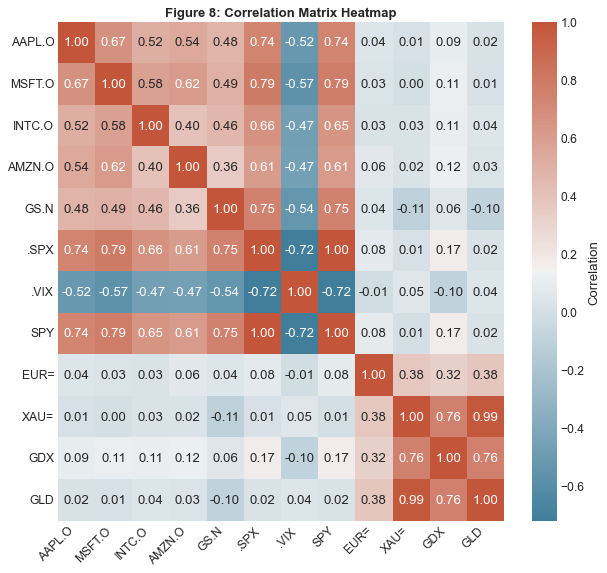 Figure 8: Correlation Matrix Heatmap
AAPL.O 1.00 0.67 0.52 0.54 0.48 0.74 -0.52 0.74 0.04 0.01 0.09 0.02
MSFT.O 0.67 1.00 0.58 0.62 0.49 0.79 -0.57 0.79 0.03 0.00 0.11 0.01
INTC.O 0.52 0.58 1.00 0.40 0.46 0.66 -0.47 0.65 0.03 0.03 0.11 0.04
AMZN.O 0.54 0.62 0.40 1.00 0.36 0.61 -0.47 0.61 0.06 0.02 0.12 0.03
GS.N 0.48 0.49 0.46 0.36 1.00 0.75 -0.54 0.75 0.04 -0.11 0.06 -0.10
.SPX 0.74 0.79 0.66 0.61 0.75 1.00 -0.72 1.00 0.08 0.01 0.17 0.02
.VIX -0.52 -0.57 -0.47 -0.47 -0.54 -0.72 1.00 -0.72 -0.01 0.05 -0.10 0.04
SPY 0.74 0.79 0.65 0.61 0.75 1.00 -0.72 1.00 0.08 0.01 0.17 0.02
EUR= 0.04 0.03 0.03 0.06 0.04 0.08 -0.01 0.08 1.00 0.38 0.32 0.38
XAU= 0.01 0.00 0.03 0.02 -0.11 0.01 0.05 0.01 0.38 1.00 0.76 0.99
GDX 0.09 0.11 0.11 0.12 0.06 0.17 -0.10 0.17 0.32 0.76 1.00 0.76
GLD 0.02 0.01 0.04 0.03 -0.10 0.02 0.04 0.02 0.38 0.99 0.76 1.00
AAPL.O MSFT.O INTC.O AMZN.O GS.N .SPX .VIX SPY EUR= XAU= GDX GLD
1.0
0.8
0.6
0.4
0.2
0.0
−0.2
−0.4
−0.6
Correlation